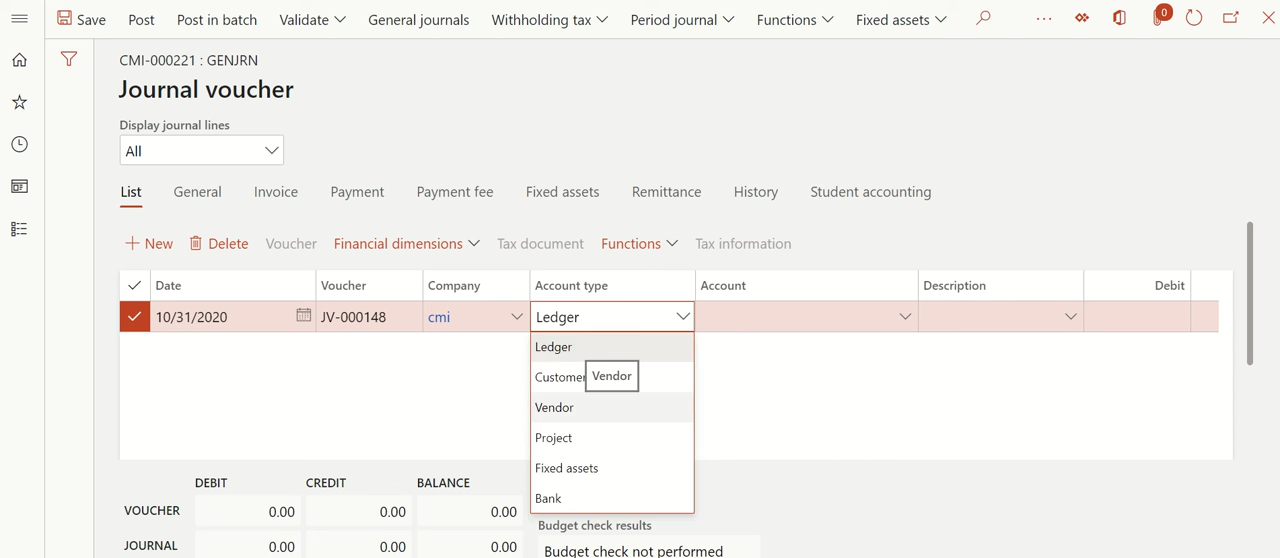 Save Post Post in batch Validate General journals Withholding tax Period journal Functions Fixed assets ... 0
CMI-000221 : GENJRN
Journal voucher
Display journal lines
All
List General Invoice Payment Payment fee Fixed assets Remittance History Student accounting
New Delete Voucher Financial dimensions Tax document Functions Tax information
Date Voucher Company Account type Account Description Debit
10/31/2020 JV-000148 cmi Ledger
Ledger
Customer Vendor
Vendor
Project
Fixed assets
Bank
DEBIT CREDIT BALANCE
VOUCHER 0.00 0.00 0.00
Budget check results
JOURNAL 0.00 0.00 0.00 Budget check not performed